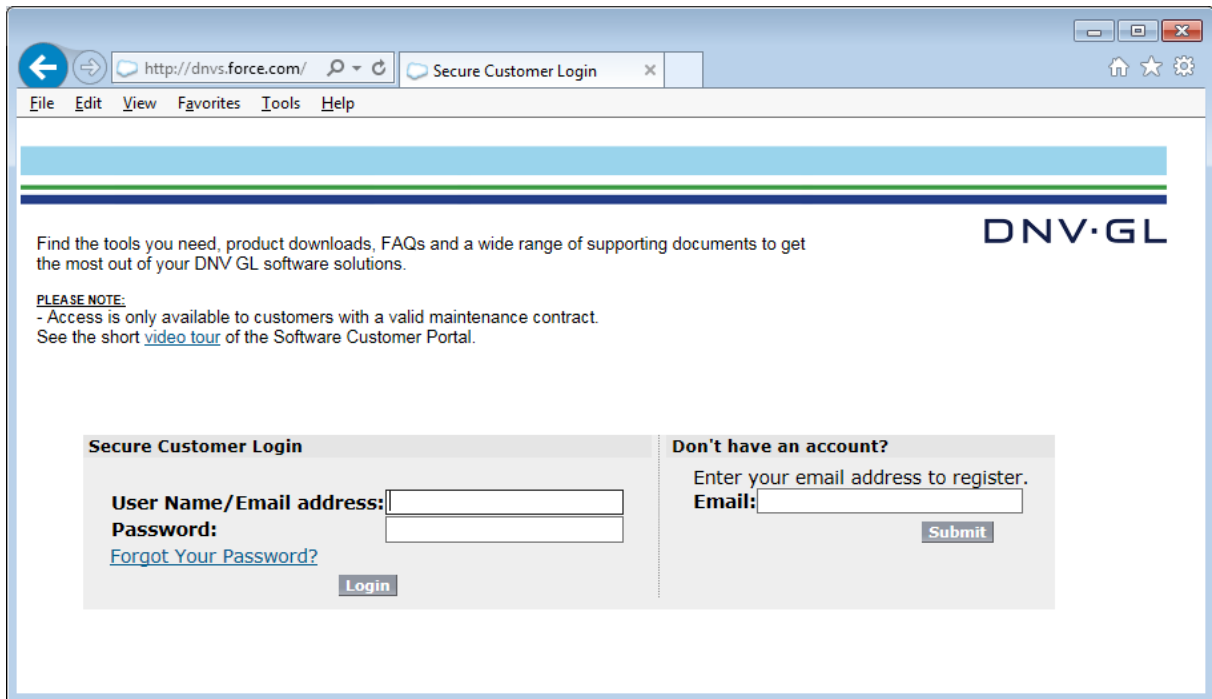 http://dnvs.force.com/
Secure Customer Login
File Edit View Favorites Tools Help
DNV·GL
Find the tools you need, product downloads, FAQs and a wide range of supporting documents to get
the most out of your DNV GL software solutions.
PLEASE NOTE:
- Access is only available to customers with a valid maintenance contract.
See the short video tour of the Software Customer Portal.
Secure Customer Login
User Name/Email address:
Password:
Forgot Your Password?
Login
Don't have an account?
Enter your email address to register.
Email:
Submit